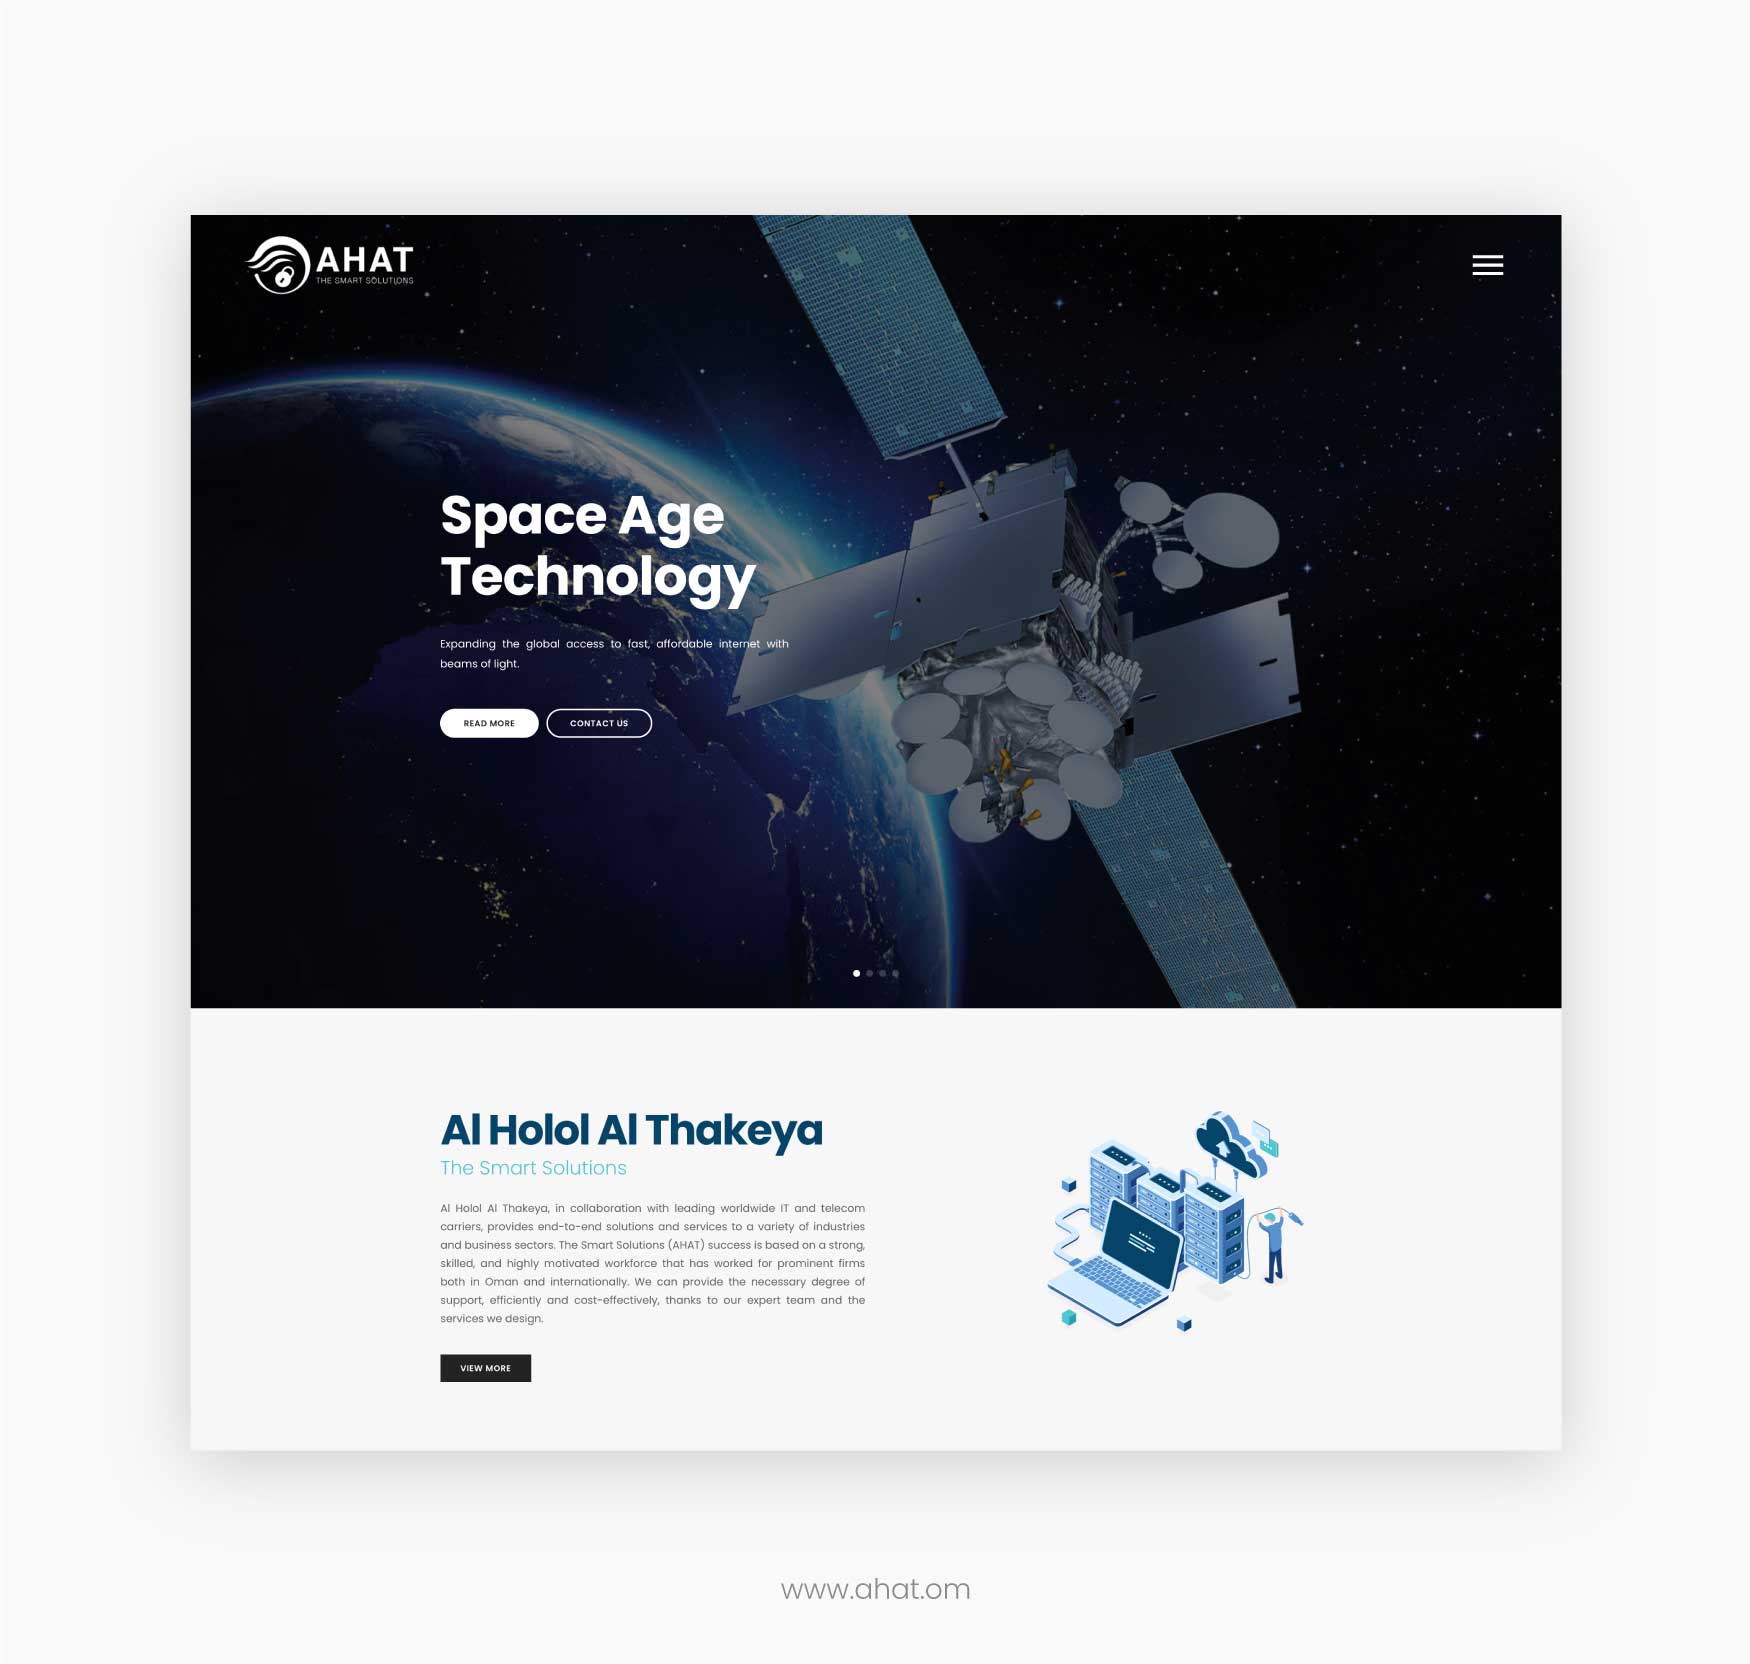 AHAT
THE SMART SOLUTIONS
Space Age
Technology
Expanding the global access to fast, affordable internet with
beams of light.
READ MORE
CONTACT US
Al Holol Al Thakeya
The Smart Solutions
Al Holol Al Thakeya, in collaboration with leading worldwide IT and telecom
carriers, provides end-to-end solutions and services to a variety of industries
and business sectors. The Smart Solutions (AHAT) success is based on a strong,
skilled, and highly motivated workforce that has worked for prominent firms
both in Oman and internationally. We can provide the necessary degree of
support, efficiently and cost-effectively, thanks to our expert team and the
services we design.
VIEW MORE
www.ahat.om